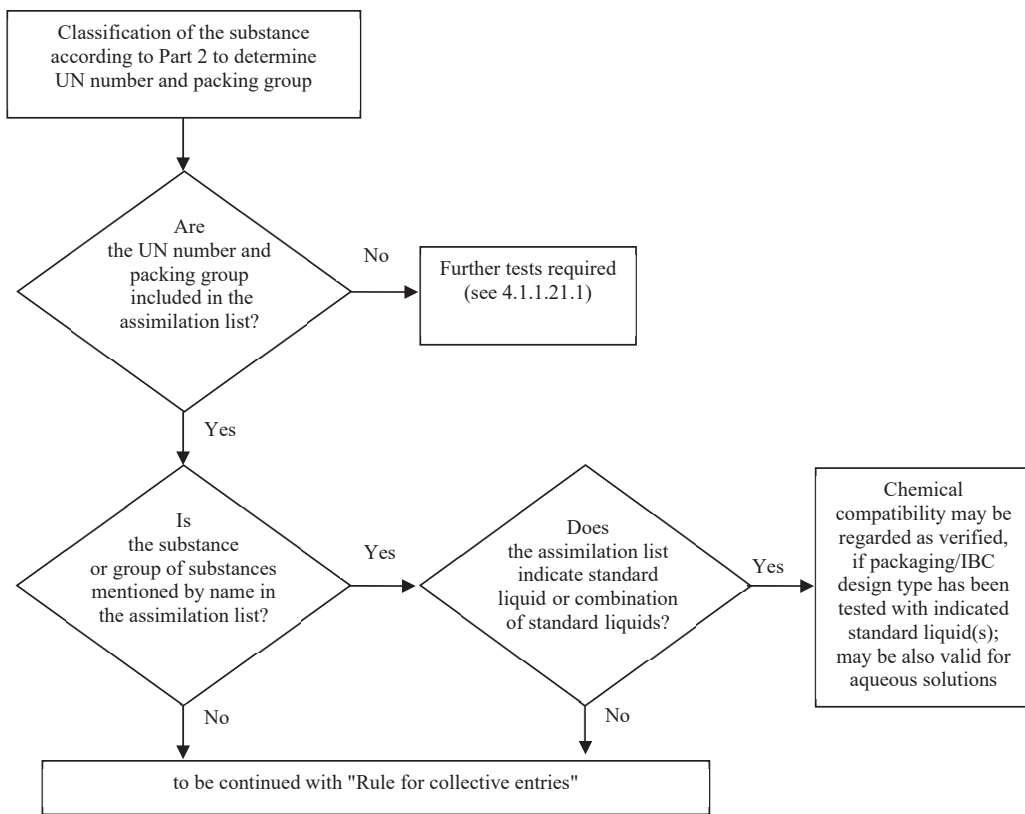 Classification of the substance
according to Part 2 to determine
UN number and packing group
Are
the UN number and
packing group
included in the
assimilation list?
No
Further tests required
(see 4.1.1.21.1)
Yes
Is
the substance
or group of substances
mentioned by name in
the assimilation list?
Yes
Does
the assimilation list
indicate standard
liquid or combination
of standard liquids?
Yes
Chemical
compatibility may be
regarded as verified,
if packaging/IBC
design type has been
tested with indicated
standard liquid(s);
may be also valid for
aqueous solutions
No
No
to be continued with "Rule for collective entries"